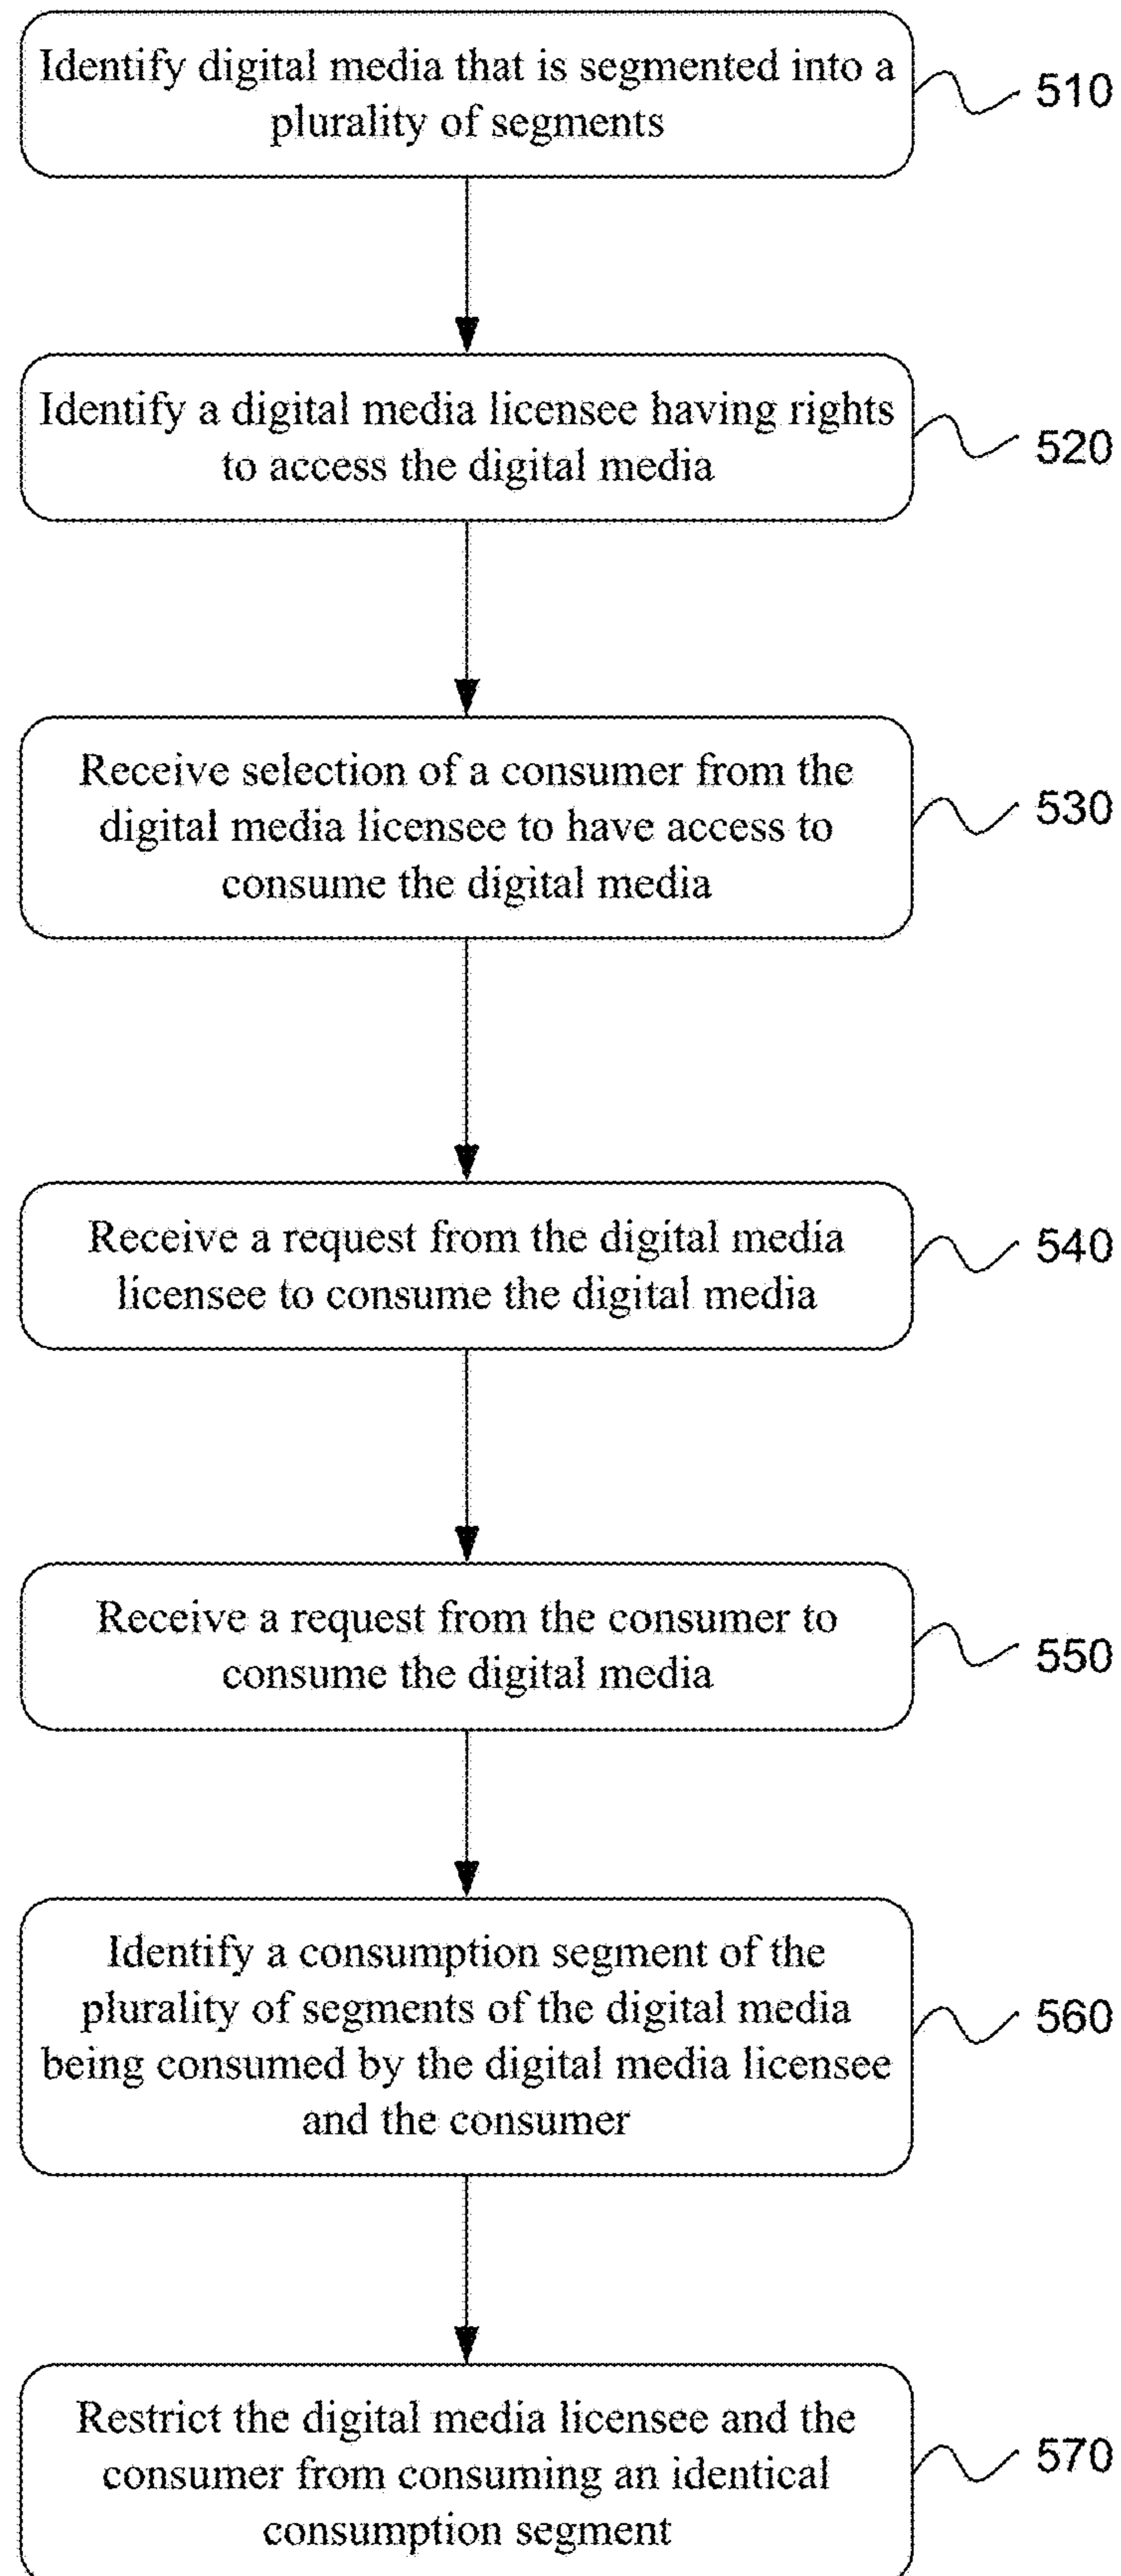 Identify digital media that is segmented into a
plurality of segments
510
Identify a digital media licensee having rights
to access the digital media
520
Receive selection of a consumer from the
digital media licensee to have access to
consume the digital media
530
Receive a request from the digital media
licensee to consume the digital media
540
Receive a request from the consumer to
consume the digital media
550
Identify a consumption segment of the
plurality of segments of the digital media
being consumed by the digital media licensee
and the consumer
560
Restrict the digital media licensee and the
consumer from consuming an identical
consumption segment
570